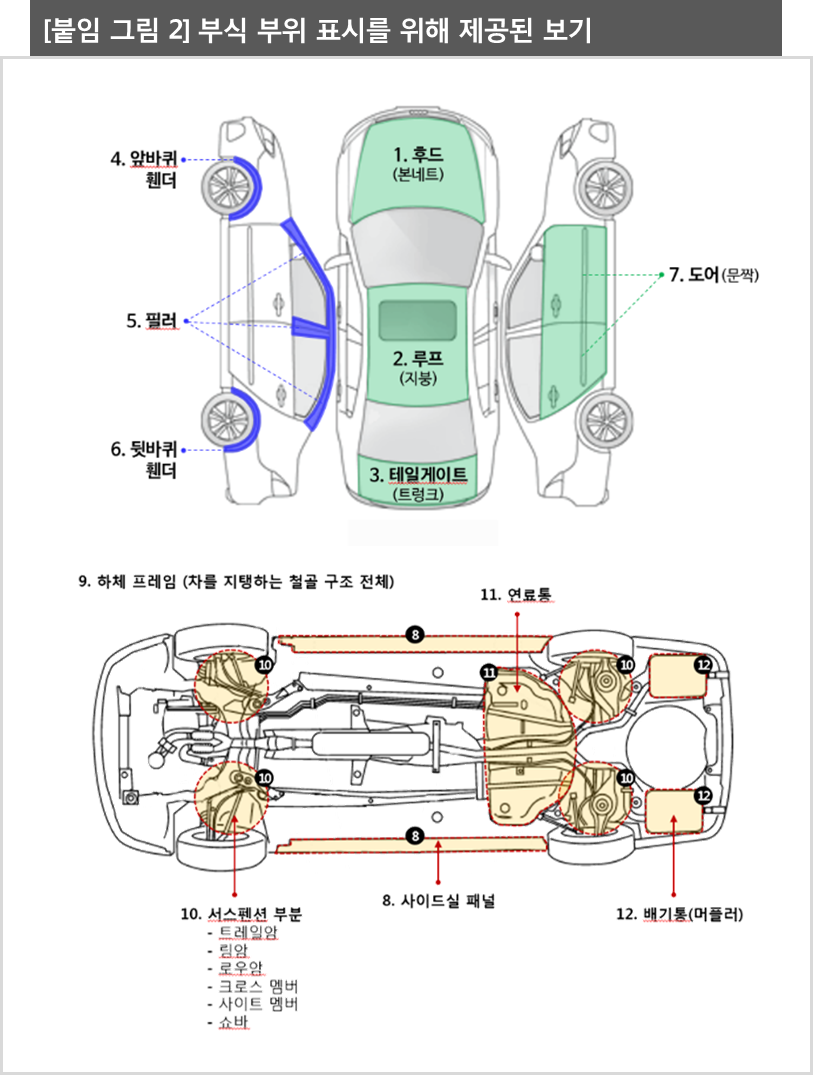 [붙임 그림 2] 부식 부위 표시를 위해 제공된 보기
1. 후드
(본네트)
4. 앞바퀴
휀더
7. 도어(문짝)
5. 필러
2. 루프
(지붕)
6. 뒷바퀴
휀더
3. 테일게이트
(트렁크)
9. 하체 프레임 (차를 지탱하는 철골 구조 전체)
11. 연료통
8
10
10
12
11
10
10
12
8
8. 사이드실 패널
10. 서스펜션 부분
- 트레일암
- 링암
- 로우암
- 크로스 멤버
- 사이트 멤버
- 쇼바
12. 배기통(머플러)